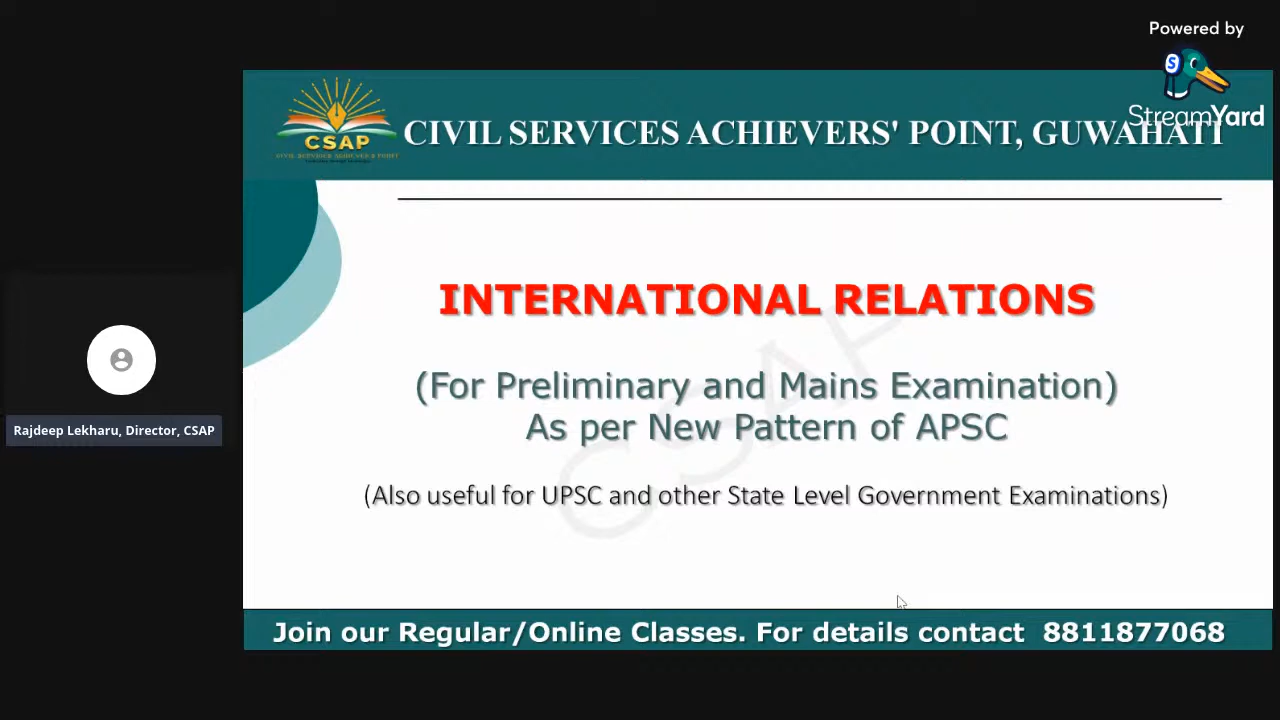 Powered by
StreamYard
CSAP
CIVIL SERVICES ACHIEVERS' POINT, GUWAHATI
INTERNATIONAL RELATIONS
(For Preliminary and Mains Examination)
As per New Pattern of APSC
(Also useful for UPSC and other State Level Government Examinations)
CSAP
Rajdeep Lekharu, Director, CSAP
Join our Regular/Online Classes. For details contact 8811877068